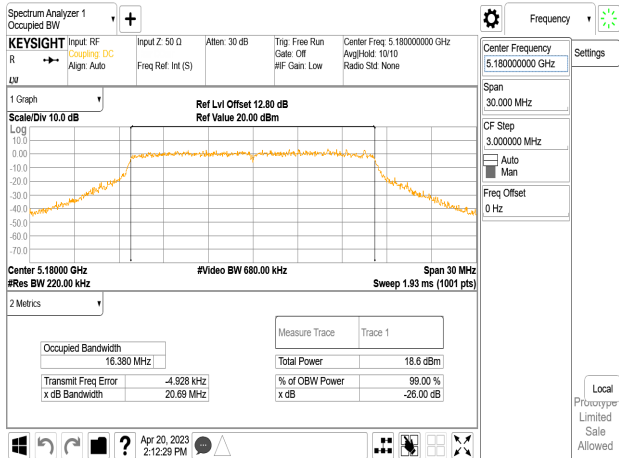 Spectrum Analyzer 1
Occupied BW
Frequency
KEYSIGHT
R
LXI
Input: RF
Coupling: DC
Align: Auto
Input Z: 50 Ω
Freq Ref: Int (S)
Atten: 30 dB
Trig: Free Run
Gate: Off
#IF Gain: Low
Center Freq: 5.180000000 GHz
Avg|Hold: 10/10
Radio Std: None
Center Frequency
5.180000000 GHz
Settings
Span
30.000 MHz
CF Step
3.000000 MHz
Auto
Man
Freq Offset
0 Hz
1 Graph
Scale/Div 10.0 dB
Ref Lvl Offset 12.80 dB
Ref Value 20.00 dBm
Log
10.0
0.00
-10.0
-20.0
-30.0
-40.0
-50.0
-60.0
-70.0
Center 5.18000 GHz
#Res BW 220.00 kHz
#Video BW 680.00 kHz
Span 30 MHz
Sweep 1.93 ms (1001 pts)
2 Metrics
Measure Trace Trace 1
Occupied Bandwidth
16.380 MHz
Total Power 18.6 dBm
Transmit Freq Error -4.928 kHz
% of OBW Power 99.00 %
x dB Bandwidth 20.69 MHz
x dB -26.00 dB
Local
Prototype
Limited
Sale
Allowed
Apr 20, 2023
2:12:29 PM